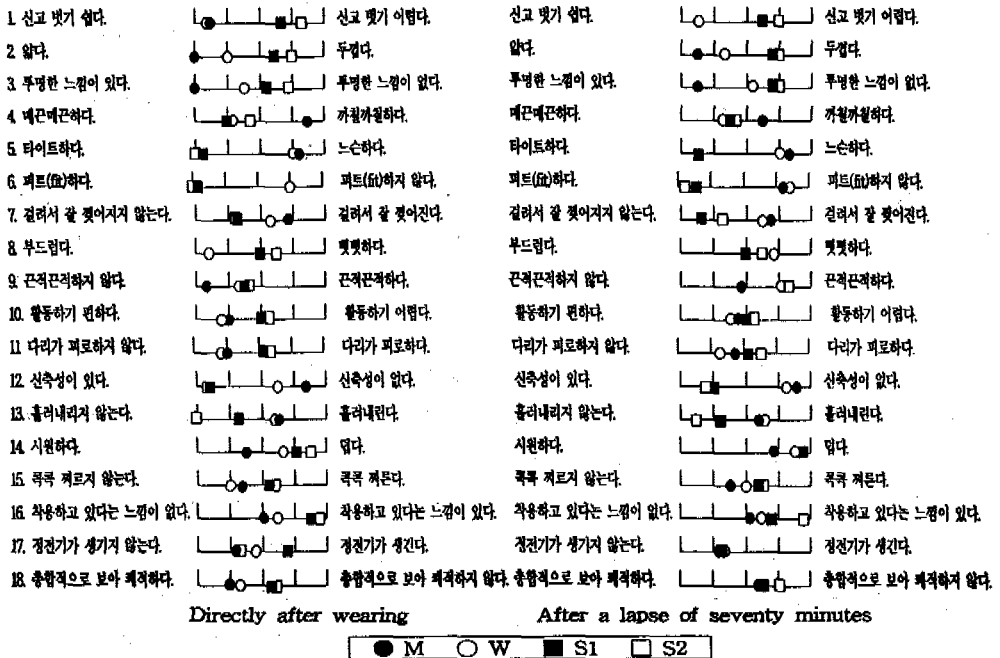 1. 신고 벗기 쉽다. 신고 벗기 어렵다. 신고 벗기 쉽다. 신고 벗기 어렵다.
2. 얇다. 두껍다. 얇다. 두껍다.
3. 투명한 느낌이 있다. 투명한 느낌이 없다. 투명한 느낌이 있다. 투명한 느낌이 없다.
4. 매끈매끈하다. 까칠까칠하다. 매끈매끈하다. 까칠까칠하다.
5. 타이트하다. 느슨하다. 타이트하다. 느슨하다.
6. 피트(fit)하다. 피트(fit)하지 않다. 피트(fit)하다. 피트(fit)하지 않다.
7. 걸려서 잘 찢어지지 않는다. 걸려서 잘 찢어진다. 걸려서 잘 찢어지지 않는다. 걸려서 잘 찢어진다.
8. 부드럽다. 뻣뻣하다. 부드럽다. 뻣뻣하다.
9. 끈적끈적하지 않다. 끈적끈적하다. 끈적끈적하지 않다. 끈적끈적하다.
10. 활동하기 편하다. 활동하기 어렵다. 활동하기 편하다. 활동하기 어렵다.
11 다리가 피로하지 않다. 다리가 피로하다. 다리가 피로하지 않다. 다리가 피로하다.
12. 신축성이 있다. 신축성이 없다. 신축성이 있다. 신축성이 없다.
13. 흘러내리지 않는다. 흘러내린다. 흘러내리지 않는다. 흘러내린다.
14. 시원하다. 덥다. 시원하다. 덥다.
15. 콕콕 찌르지 않는다. 콕콕 찌른다. 콕콕 찌르지 않는다. 콕콕 찌른다.
16. 착용하고 있다는 느낌이 없다. 착용하고 있다는 느낌이 있다. 착용하고 있다는 느낌이 없다. 착용하고 있다는 느낌이 있다.
17. 정전기가 생기지 않는다. 정전기가 생긴다. 정전기가 생기지 않는다. 정전기가 생긴다.
18. 종합적으로 보아 쾌적하다. 종합적으로 보아 쾌적하지 않다. 종합적으로 보아 쾌적하다. 종합적으로 보아 쾌적하지 않다.
Directly after wearing After a lapse of seventy minutes
M W S1 S2